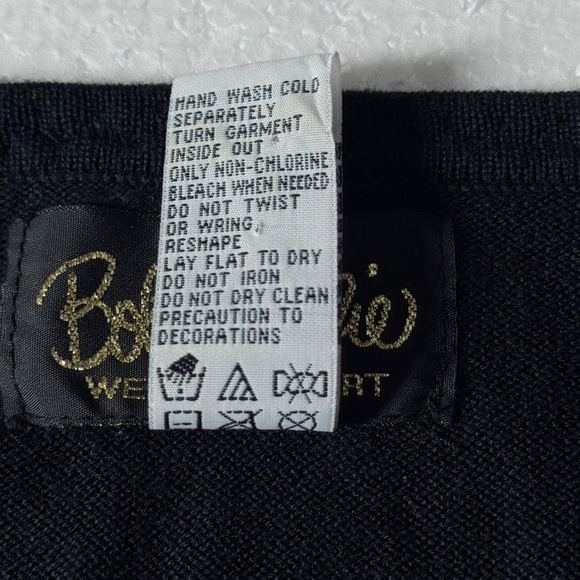 HAND WASH COLD
SEPARATELY
TURN GARMENT
INSIDE OUT
ONLY NON-CHLORINE
BLEACH WHEN NEEDED
DO NOT TWIST
OR WRING
RESHAPE
LAY FLAT TO DRY
DO NOT IRON
DO NOT DRY CLEAN
PRECAUTION TO
DECORATIONS